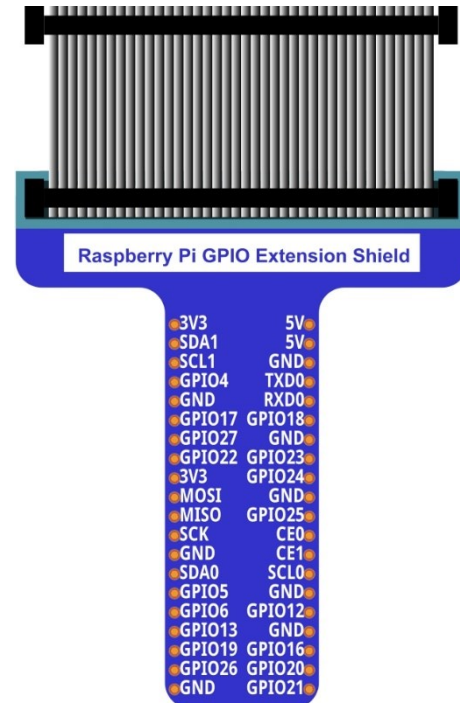 Raspberry Pi GPIO Extension Shield
3V3 5V
SDA1 5V
SCL1 GND
GPIO4 TXD0
GND RXD0
GPIO17 GPIO18
GPIO27 GND
GPIO22 GPIO23
3V3 GPIO24
MOSI GND
MISO GPIO25
SCK CE0
GND CE1
SDA0 SCL0
GPIO5 GND
GPIO6 GPIO12
GPIO13 GND
GPIO19 GPIO16
GPIO26 GPIO20
GND GPIO21